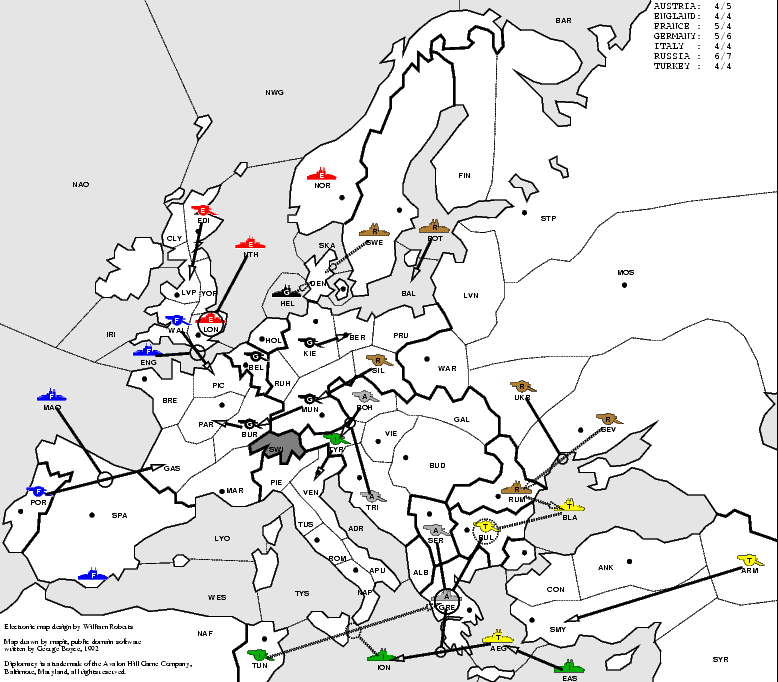 AUSTRIA: 4/5
ENGLAND: 4/4
FRANCE : 5/4
GERMANY: 5/6
ITALY : 4/4
RUSSIA : 6/7
TURKEY : 4/4
BAR
NWG
NAO
NOR
FIN
STP
EDI
CLY
NTH
SKA
SWE
BOT
MOS
DEN
LVP
YOR
HEL
BAL
LVN
IRI
WAL
LON
HOL
BER
PRU
KIE
WAR
ENG
BEL
SIL
PIC
RUH
BRE
MUN
BOH
UKR
MAO
PAR
BUR
GAL
SEV
SWI
TYR
VIE
BUD
GAS
POR
MAR
PIE
VEN
TRI
RUM
SPA
BLA
TUS
ADR
SER
BUL
LYO
ROM
APU
ALB
ANK
ARM
WES
TYS
NAP
CON
GRE
SMY
Electronic map design by William Roberts
NAF
Map drawn by mapit, public domain software
written by George Boyce, 1992
TUN
ION
AEG
EAS
SYR
Diplomacy is a trademark of the Avalon Hill Game Company,
Baltimore, Maryland, all rights reserved.